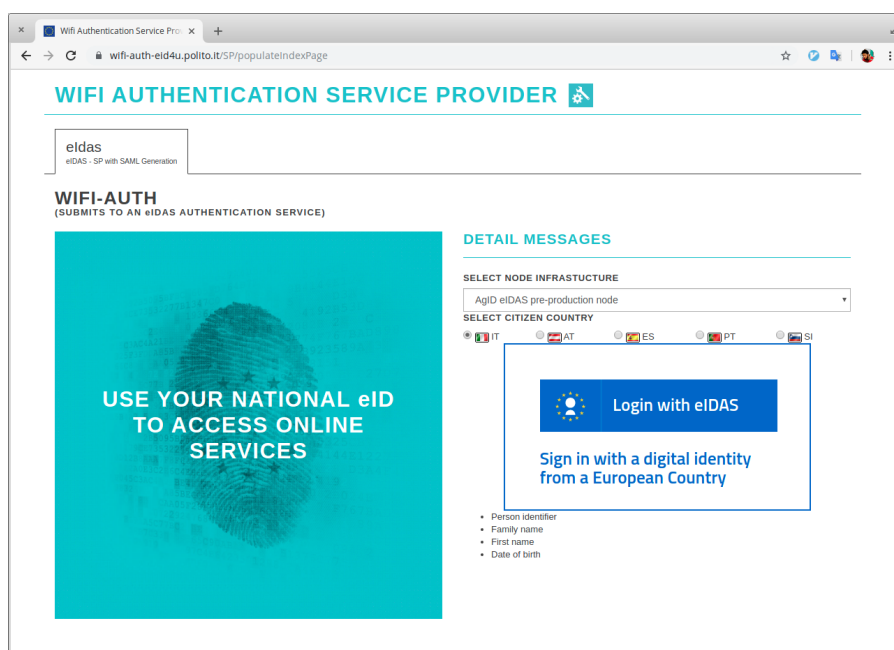 Wifi Authentication Service Pro
wifi-auth-eid4u.polito.it/SP/populateIndexPage
WIFI AUTHENTICATION SERVICE PROVIDER
eIdas
eIDAS - SP with SAML Generation
WIFI-AUTH
(SUBMITS TO AN eIDAS AUTHENTICATION SERVICE)
USE YOUR NATIONAL eID
TO ACCESS ONLINE
SERVICES
DETAIL MESSAGES
SELECT NODE INFRASTUCTURE
AgID eIDAS pre-production node
SELECT CITIZEN COUNTRY
IT AT ES PT SI
Login with eIDAS
Sign in with a digital identity
from a European Country
Person identifier
Family name
First name
Date of birth